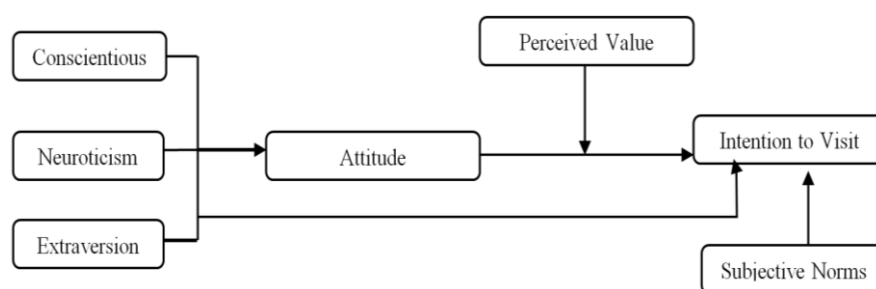 Perceived Value
Conscientious
Neuroticism
Attitude
Intention to Visit
Extraversion
Subjective Norms